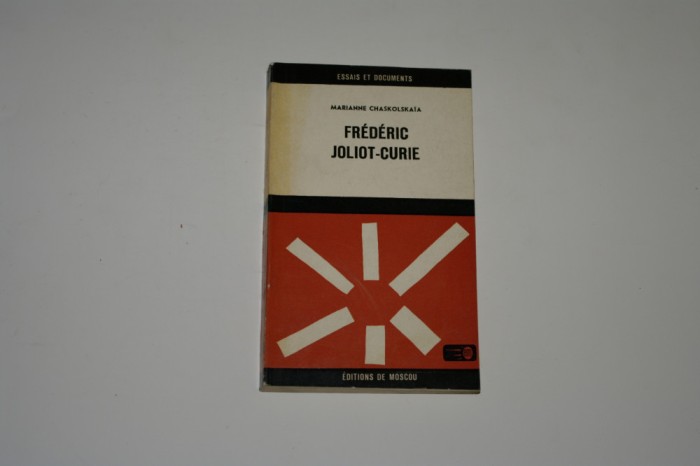 ESSAIS ET DOCUMENTS
MARIANNE CHASKOLSKAÏA
FRÉDÉRIC
JOLIOT-CURIE
ÉDITIONS DE MOSCOU